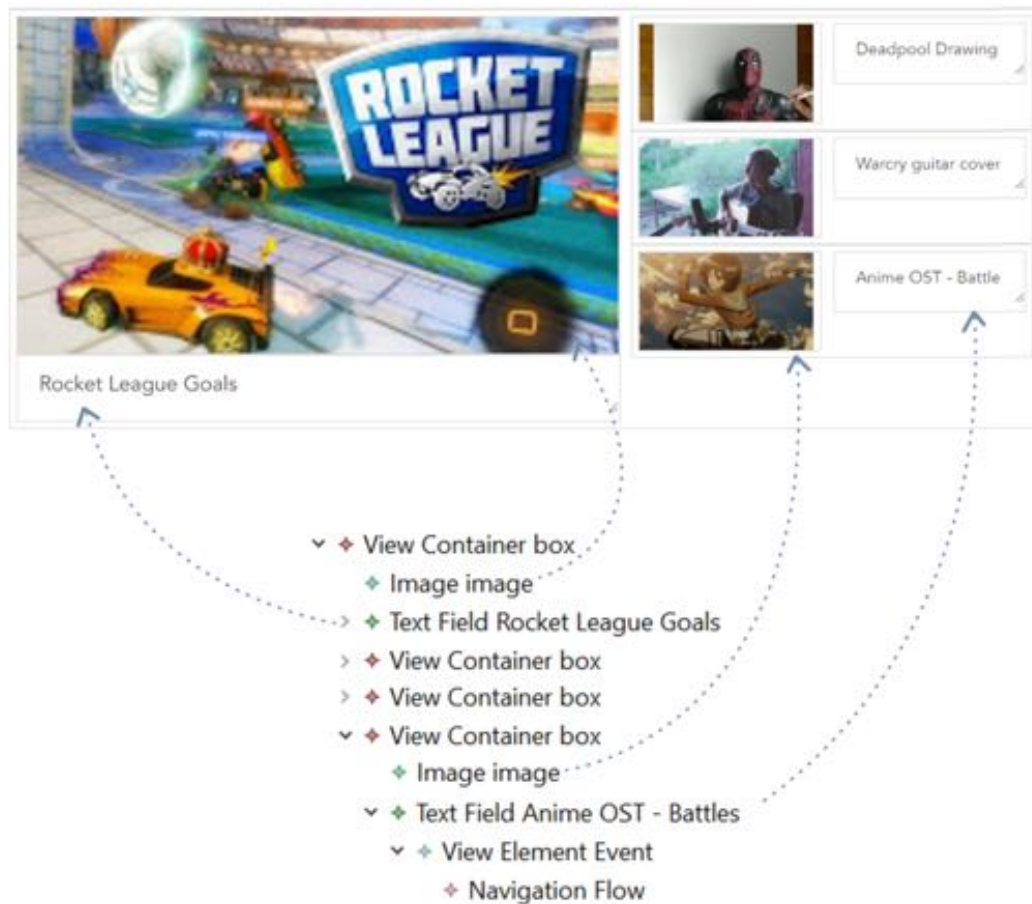 ROCKET
LEAGUE
Deadpool Drawing
Warcry guitar cover
Anime OST - Battle
Rocket League Goals
View Container box
Image image
Text Field Rocket League Goals
View Container box
View Container box
View Container box
Image image
Text Field Anime OST - Battles
View Element Event
Navigation Flow